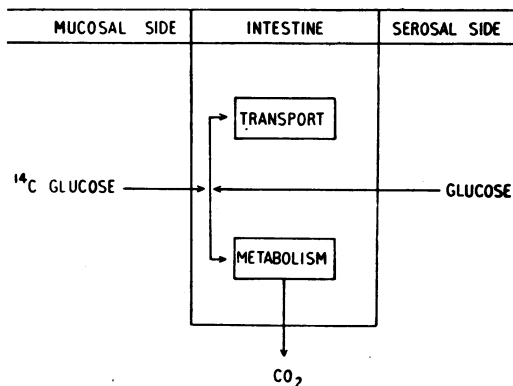 MUCOSAL SIDE INTESTINE SEROSAL SIDE
TRANSPORT
¹⁴C GLUCOSE GLUCOSE
METABOLISM
CO₂